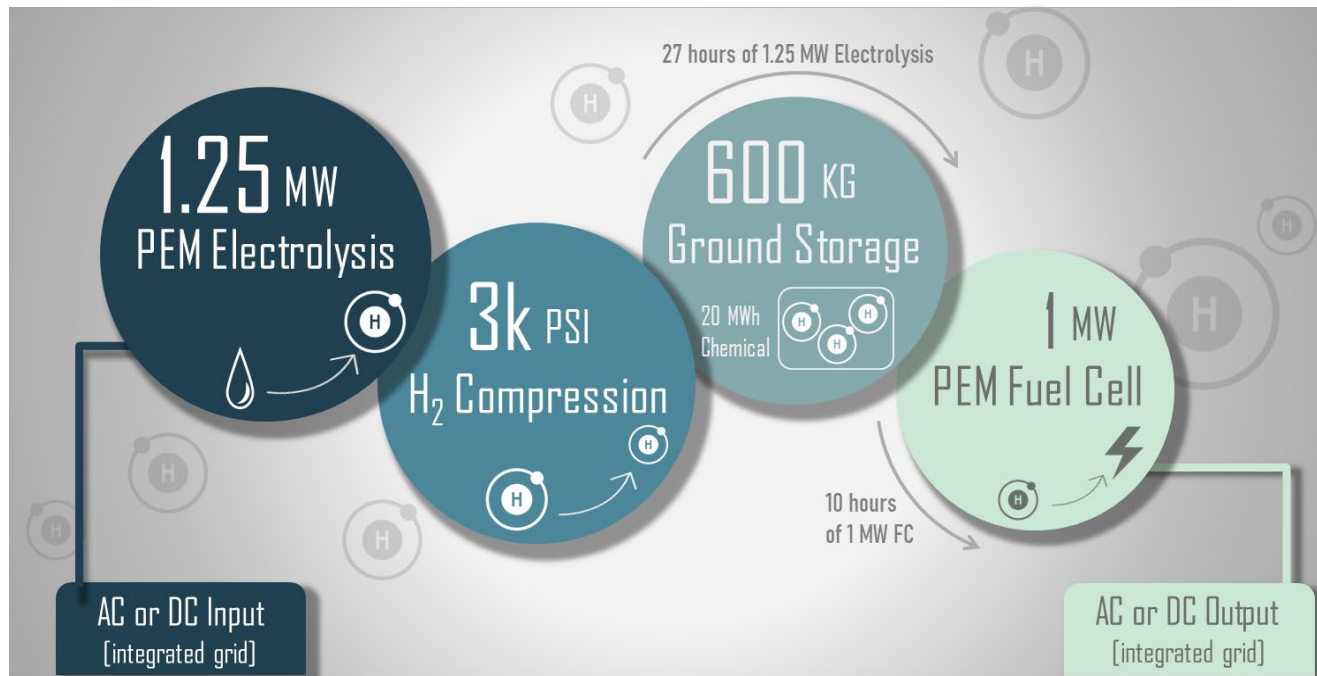 27 hours of 1.25 MW Electrolysis
1.25 MW
PEM Electrolysis
H
3k PSI
H₂ Compression
H
H
600 KG
Ground Storage
20 MWh
Chemical
H
H
H
1 MW
PEM Fuel Cell
H
10 hours
of 1 MW FC
AC or DC Input
[integrated grid]
AC or DC Output
[integrated grid]
H
H
H
H
H
H
H